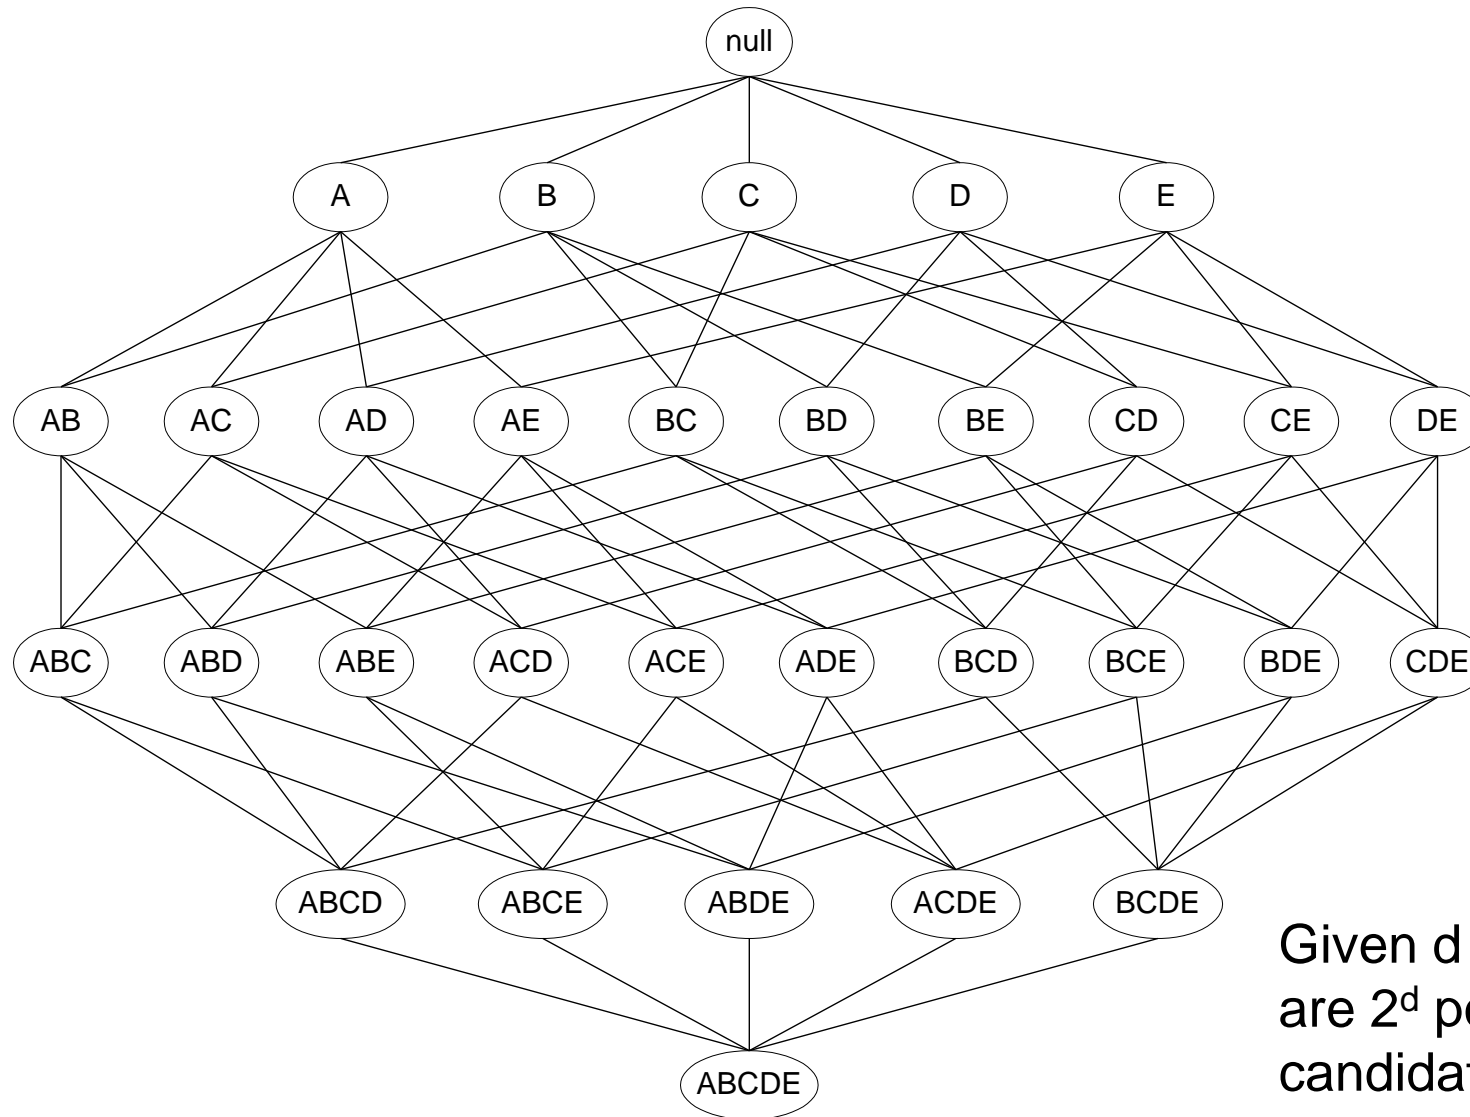 null
A B C D E
AB AC AD AE BC BD BE CD CE DE
ABC ABD ABE ACD ACE ADE BCD BCE BDE CDE
ABCD ABCE ABDE ACDE BCDE
Given d
are 2ᵈ
ABCDE